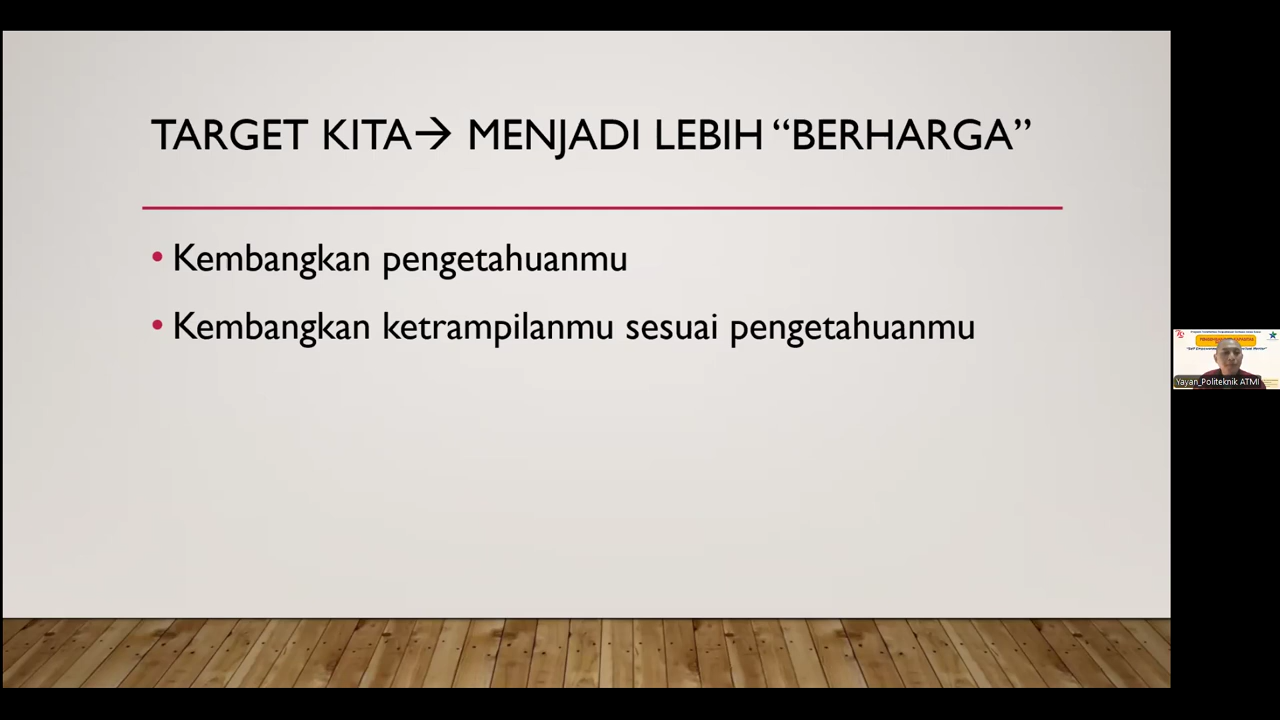 TARGET KITA→ MENJADI LEBIH “BERHARGA”
• Kembangkan pengetahuanmu
• Kembangkan ketrampilanmu sesuai pengetahuanmu
Yayan_Politeknik ATMI